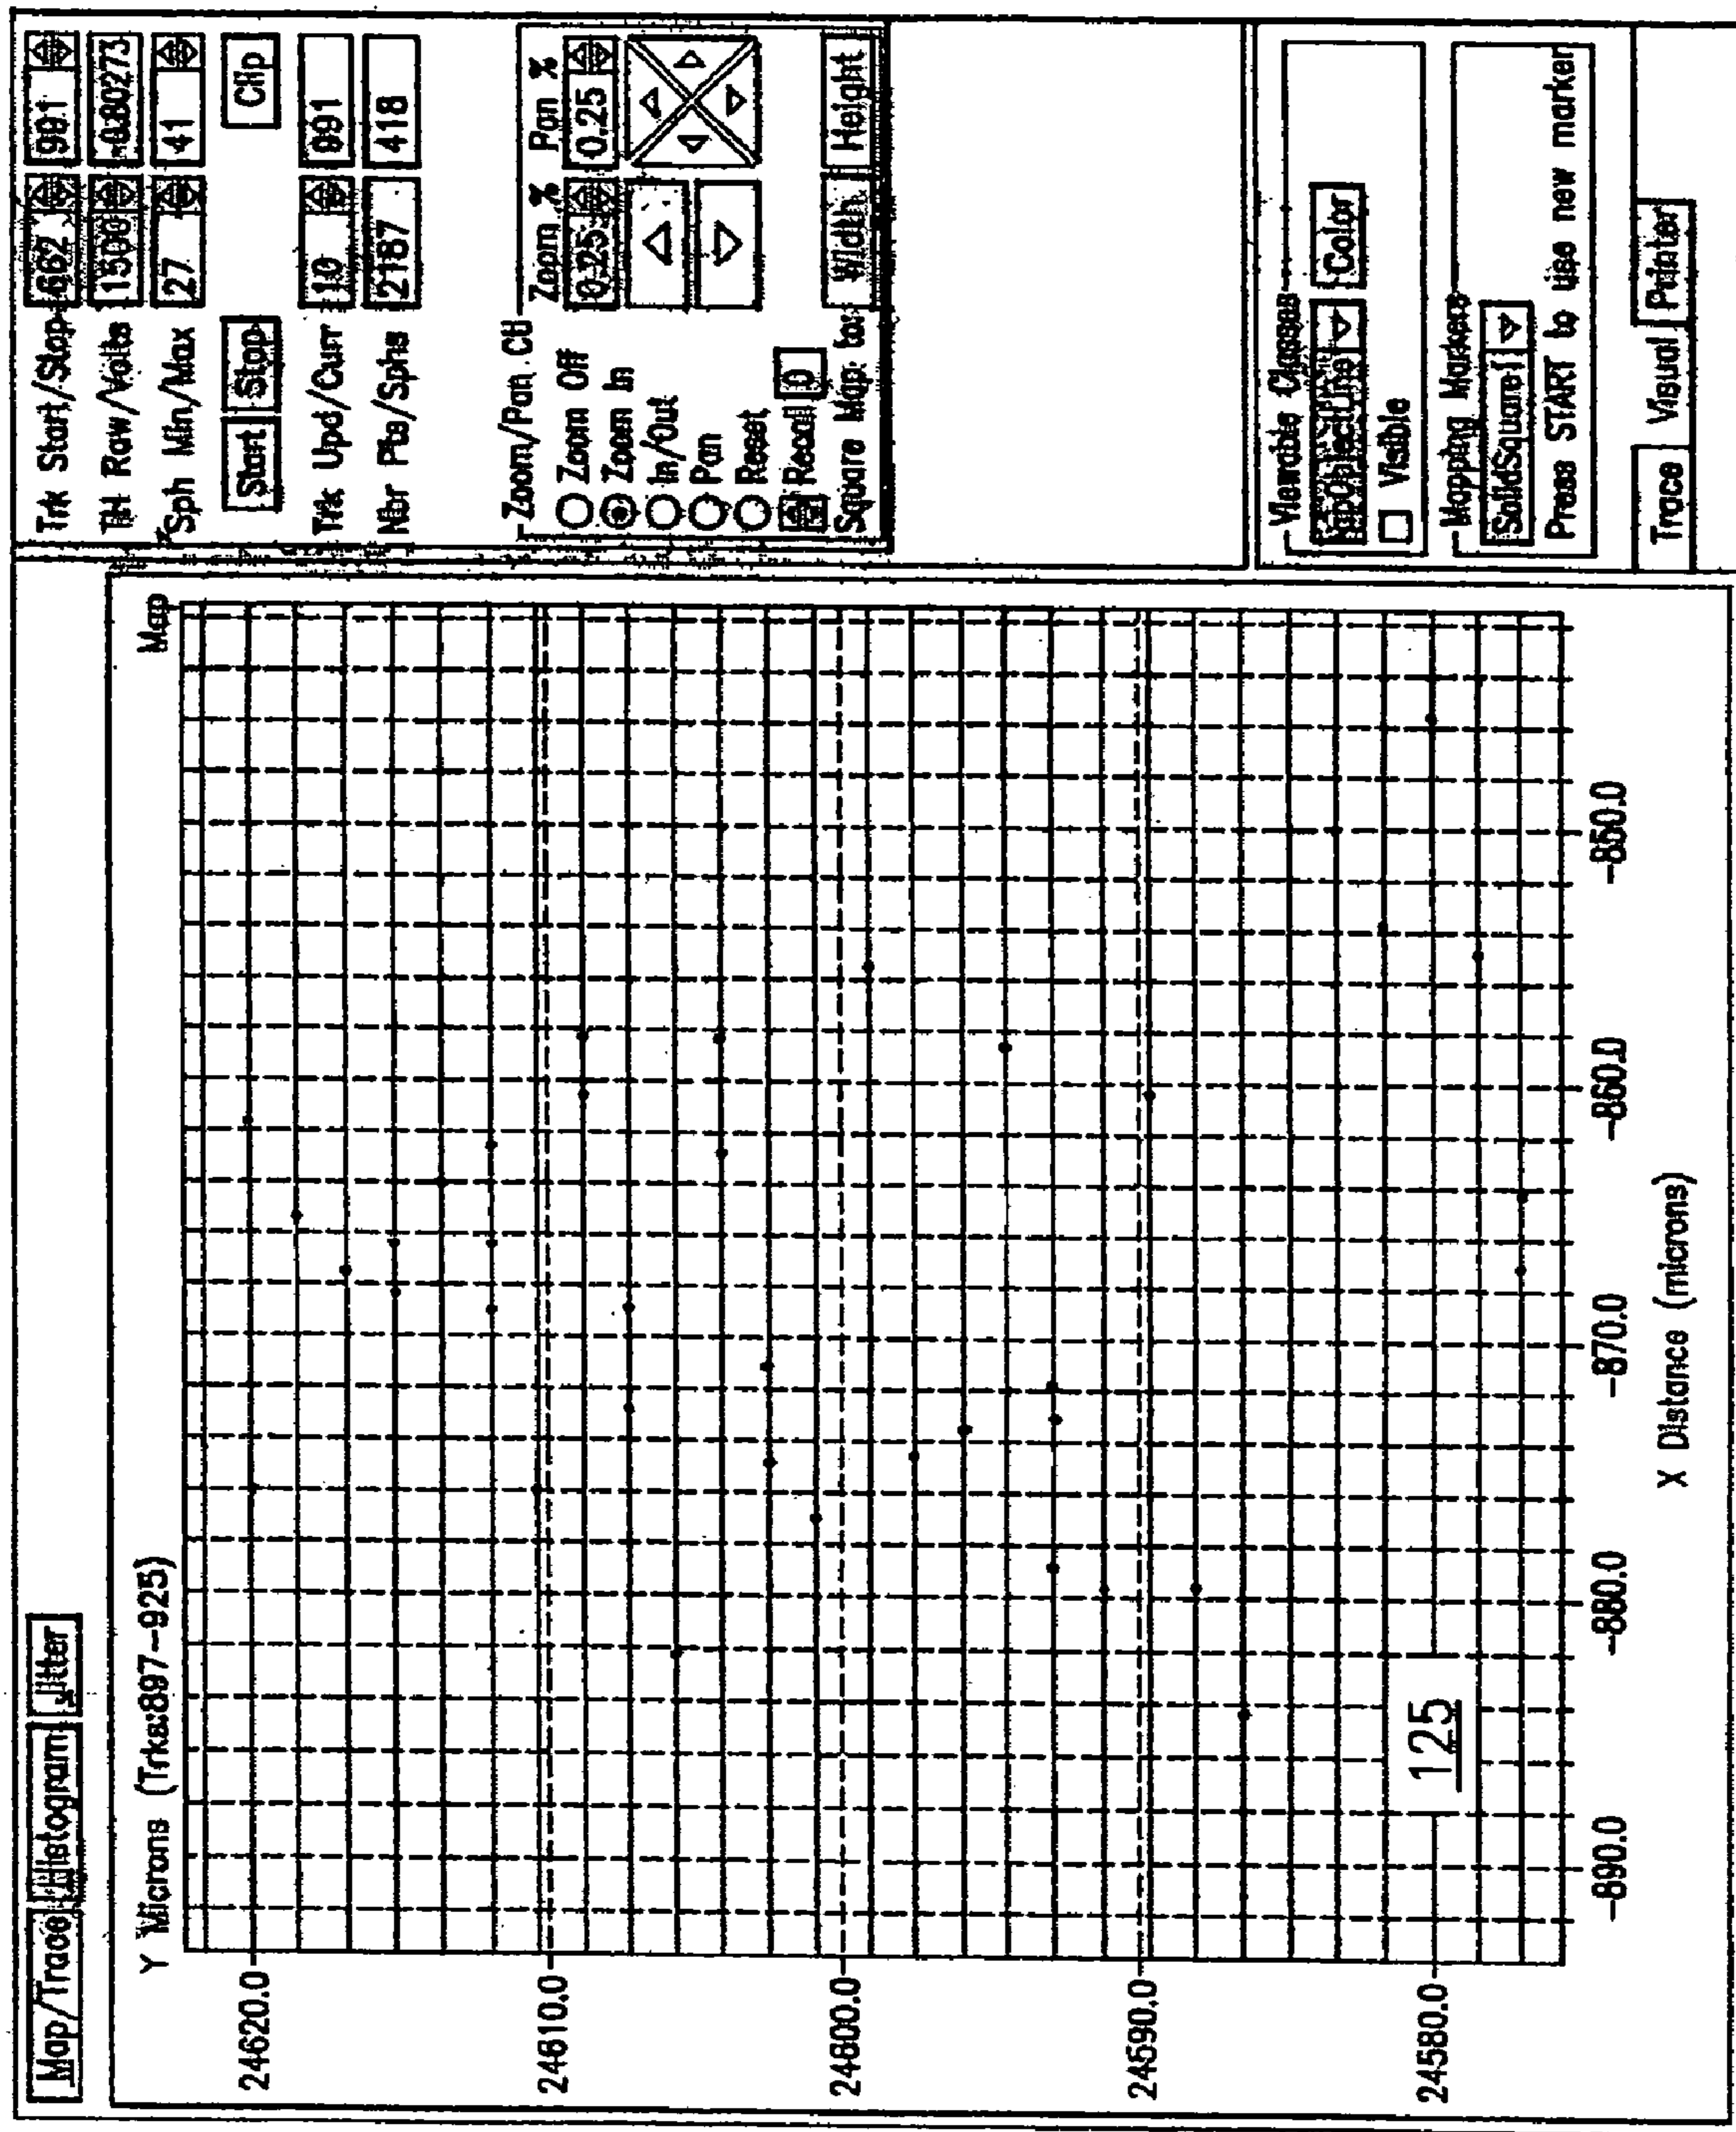 Map/Trace Histogram Jitter
Y Microns (Trks:897-925)
Map
24620.0
24610.0
24600.0
24590.0
24580.0
125
-890.0
-880.0
-870.0
-860.0
-850.0
X Distance (microns)
Trk Start/Stop 662 991
TH Raw/Volts 1500 -0.80273
Sph Min/Max 27 41
Start Stop Clip
Trk Upd/Curr 10 991
Nbr Pts/Sphs 2187 418
Zoom/Pan Ctl
Zoom % Pan %
Zoom Off 0.25 0.25
Zoom In
In/Out
Pan
Reset
Recall 0
Square Map to: Width Height
Viewable Classes
Color
Visible
Mapping Markers
SolidSquare1
Press START to use new marker
Trace Visual Printer